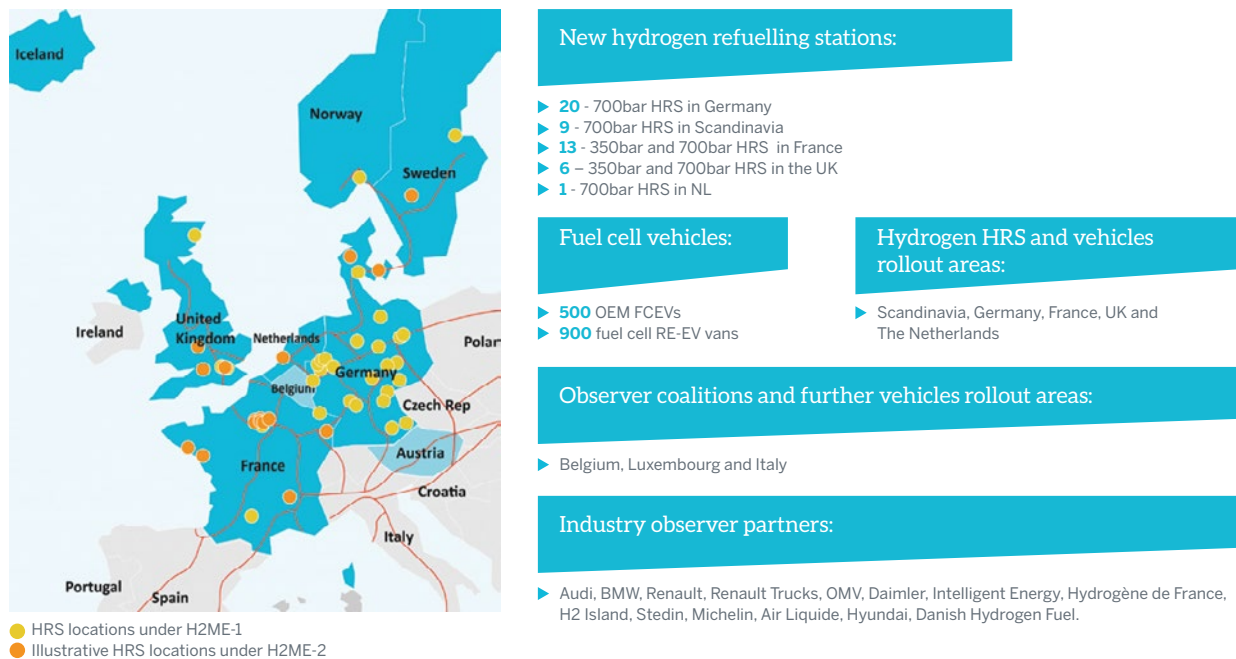 Iceland
Norway
Sweden
United
Kingdom
Ireland
Netherlands
Belgium
Germany
Polar
Czech Rep
Austria
France
Croatia
Italy
Portugal
Spain
HRS locations under H2ME-1
Illustrative HRS locations under H2ME-2
New hydrogen refuelling stations:
20 - 700bar HRS in Germany
9 - 700bar HRS in Scandinavia
13 - 350bar and 700bar HRS in France
6 – 350bar and 700bar HRS in the UK
1 - 700bar HRS in NL
Fuel cell vehicles:
500 OEM FCEVs
900 fuel cell RE-EV vans
Hydrogen HRS and vehicles
rollout areas:
Scandinavia, Germany, France, UK and
The Netherlands
Observer coalitions and further vehicles rollout areas:
Belgium, Luxembourg and Italy
Industry observer partners:
Audi, BMW, Renault, Renault Trucks, OMV, Daimler, Intelligent Energy, Hydrogène de France,
H2 Island, Stedin, Michelin, Air Liquide, Hyundai, Danish Hydrogen Fuel.